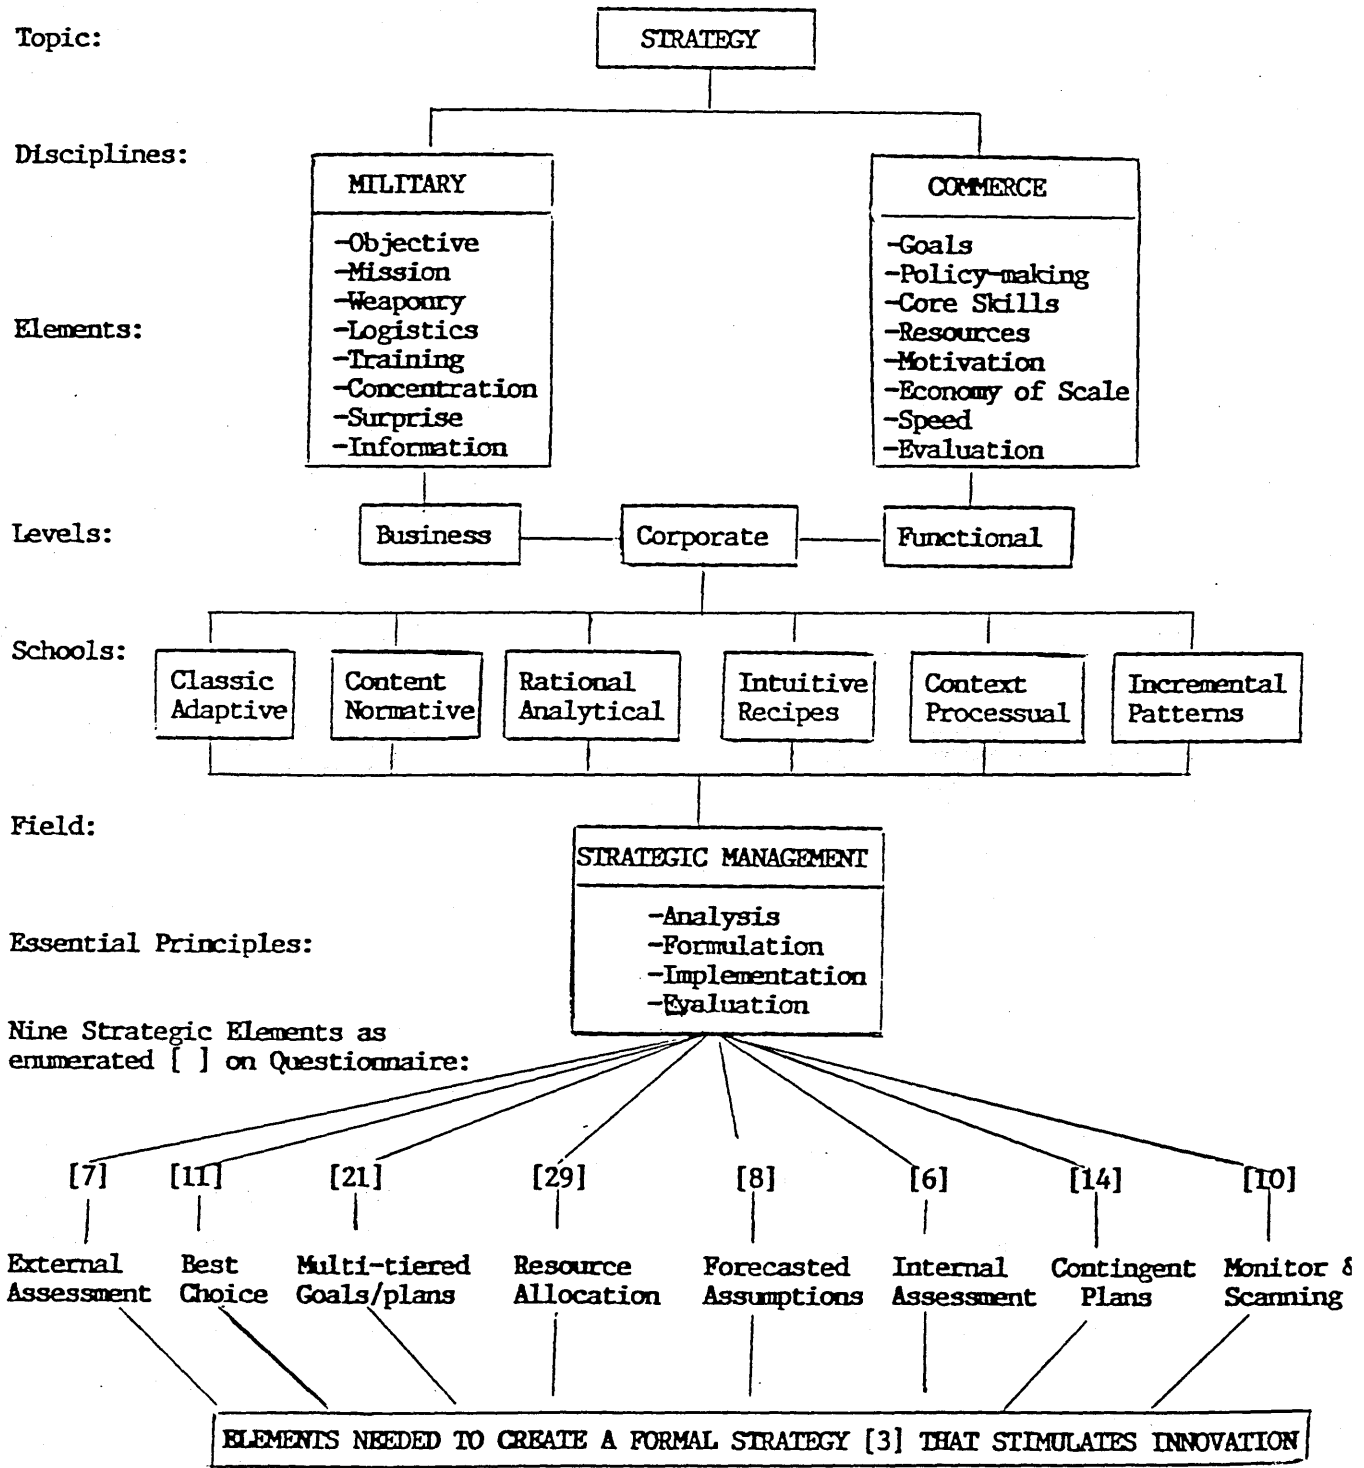 Topic:
STRATEGY
Disciplines:
MILITARY
COMMERCE
Elements:
-Objective
-Mission
-Weaponry
-Logistics
-Training
-Concentration
-Surprise
-Information
-Goals
-Policy-making
-Core Skills
-Resources
-Motivation
-Economy of Scale
-Speed
-Evaluation
Levels:
Business
Corporate
Functional
Schools:
Classic
Adaptive
Content
Normative
Rational
Analytical
Intuitive
Recipes
Context
Processual
Incremental
Patterns
Field:
STRATEGIC MANAGEMENT
Essential Principles:
-Analysis
-Formulation
-Implementation
-Evaluation
Nine Strategic Elements as
enumerated [ ] on Questionnaire:
[7]
[11]
[21]
[29]
[8]
[6]
[14]
[10]
External
Assessment
Best
Choice
Multi-tiered
Goals/plans
Resource
Allocation
Forecasted
Assumptions
Internal
Assessment
Contingent
Plans
Monitor &
Scanning
ELEMENTS NEEDED TO CREATE A FORMAL STRATEGY [3] THAT STIMULATES INNOVATION